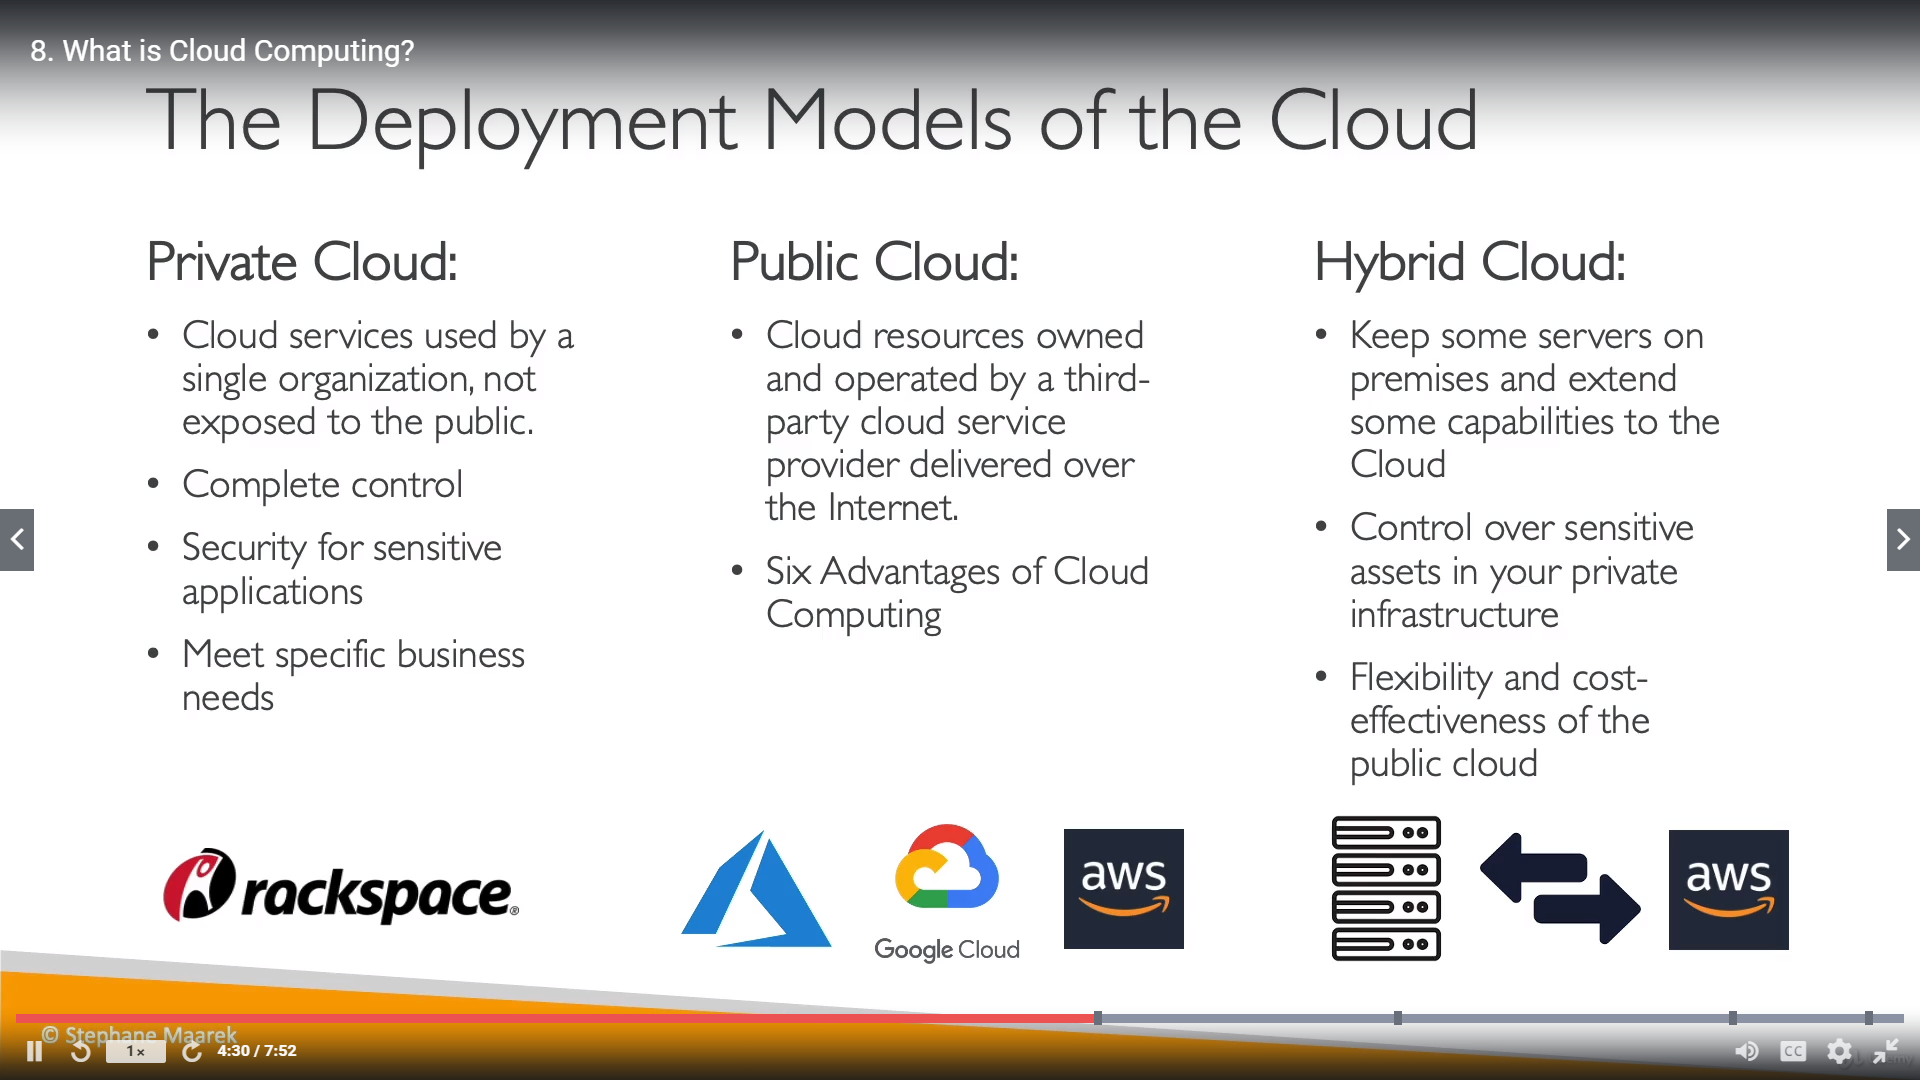 8. What is Cloud Computing?
The Deployment Models of the Cloud
Private Cloud:
• Cloud services used by a
single organization, not
exposed to the public.
• Complete control
• Security for sensitive
applications
• Meet specific business
needs
rackspace®
Public Cloud:
• Cloud resources owned
and operated by a third-
party cloud service
provider delivered over
the Internet.
• Six Advantages of Cloud
Computing
Google Cloud
aws
Hybrid Cloud:
• Keep some servers on
premises and extend
some capabilities to the
Cloud
• Control over sensitive
assets in your private
infrastructure
• Flexibility and cost-
effectiveness of the
public cloud
aws
© Stephane Maarek
1x
4:30 / 7:52
CC